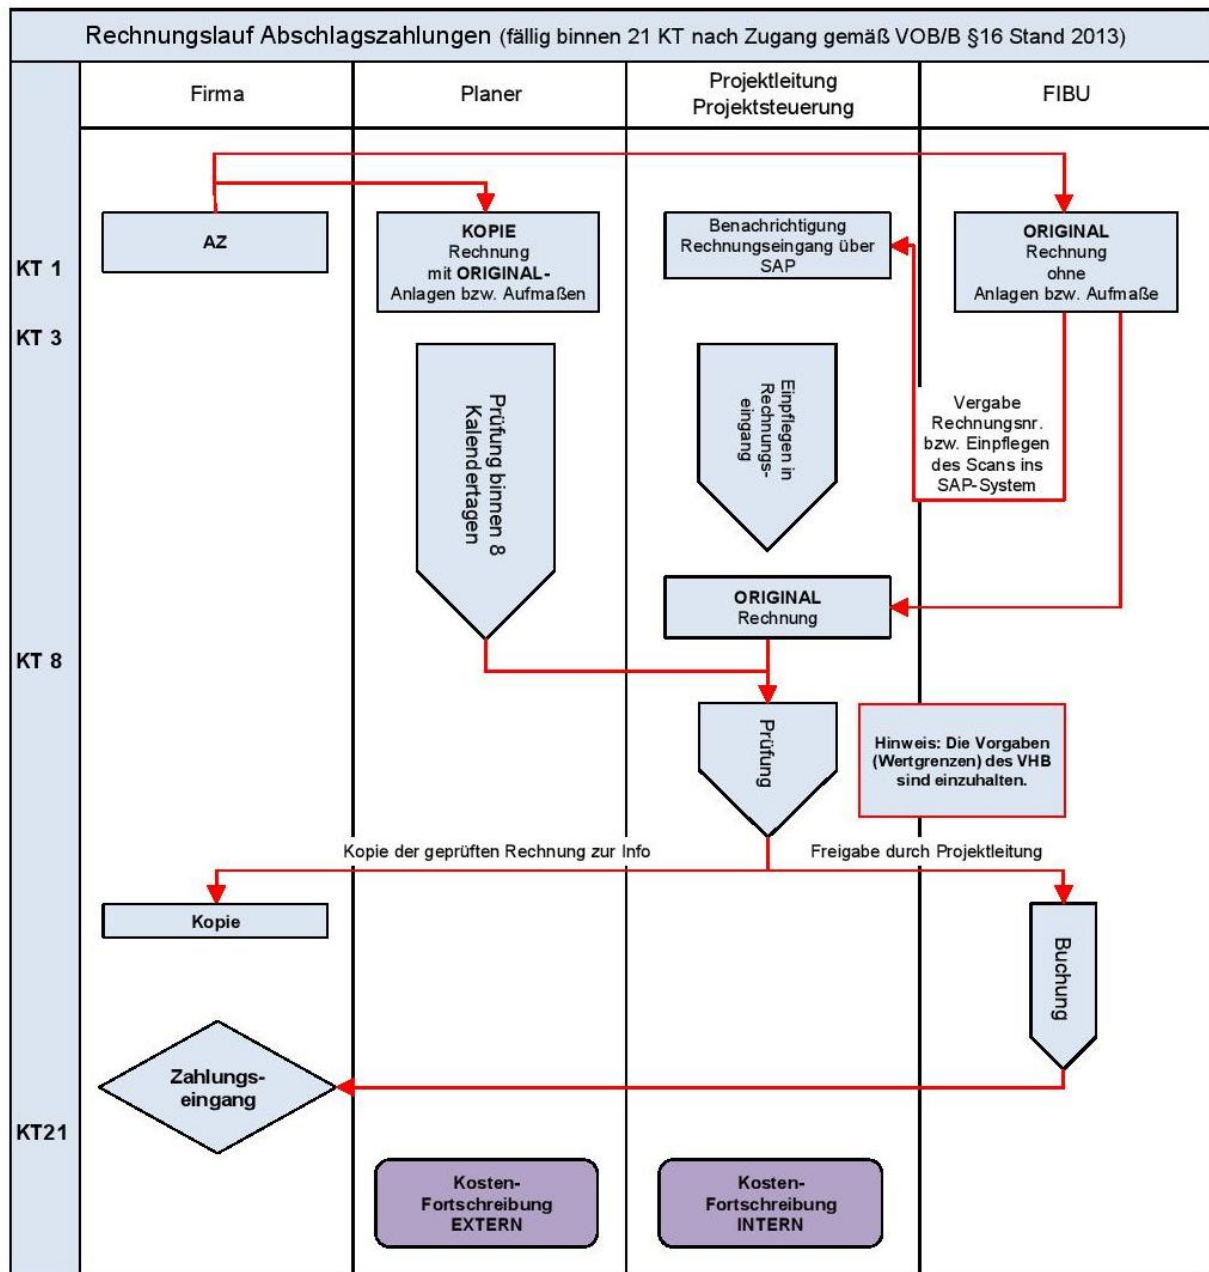 Rechnungslauf Abschlagszahlungen (fällig binnen 21 KT nach Zugang gemäß VOB/B §16 Stand 2013)
Firma
Planer
Projektleitung
Projektsteuerung
FIBU
KT 1
AZ
KOPIE
Rechnung
mit ORIGINAL-
Anlagen bzw. Aufmaßen
Benachrichtigung
Rechnungseingang über
SAP
ORIGINAL
Rechnung
ohne
Anlagen bzw. Aufmaße
KT 3
Prüfung binnen 8
Kalendertagen
Einpflegen in
Rechnungs-
eingang
Vergabe
Rechnungsnr.
bzw. Einpflegen
des Scans ins
SAP-System
ORIGINAL
Rechnung
KT 8
Prüfung
Hinweis: Die Vorgaben
(Wertgrenzen) des VHB
sind einzuhalten.
Kopie der geprüften Rechnung zur Info
Freigabe durch Projektleitung
Kopie
Buchung
Zahlungs-
eingang
KT21
Kosten-
Fortschreibung
EXTERN
Kosten-
Fortschreibung
INTERN